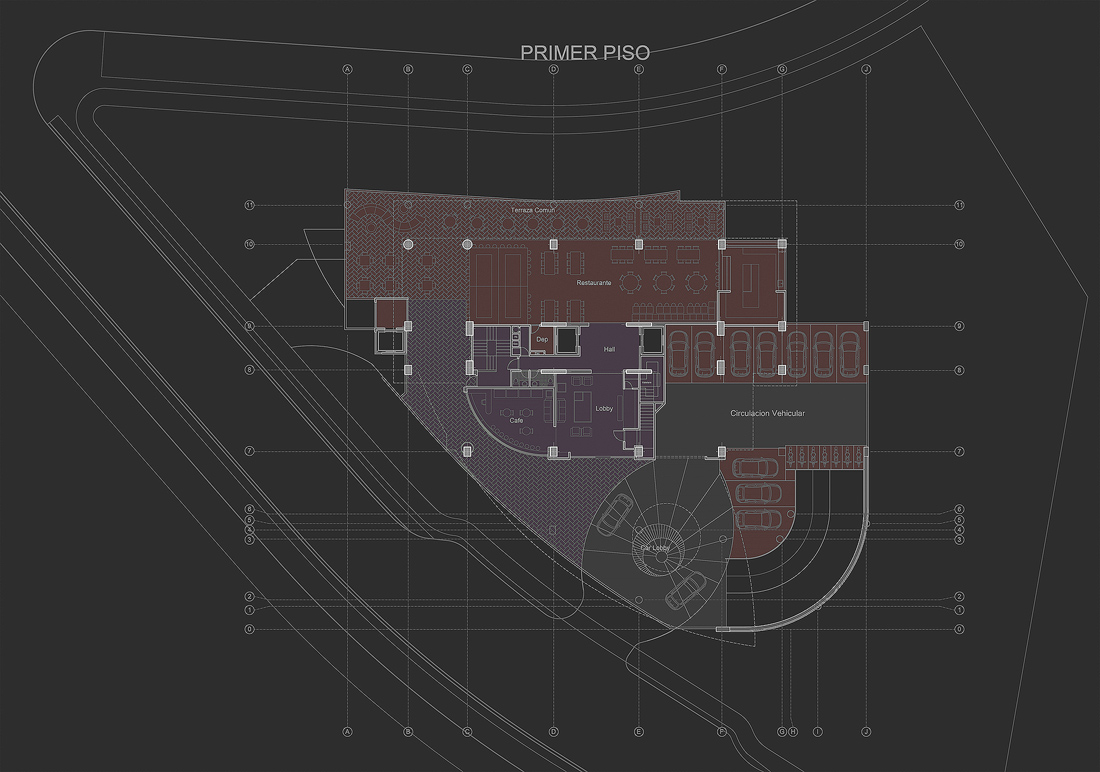 PRIMER PISO
A B C D E F G J
11 Terraza Comun 11
10 10
Restaurante
9 9
Dep
Hall
8 8
Lobby
Circulacion Vehicular
Cafe
7 7
6 6
5 5
4 4
3 3
Car Lobby
2 2
1 1
0 0
A B C D E F G H I J